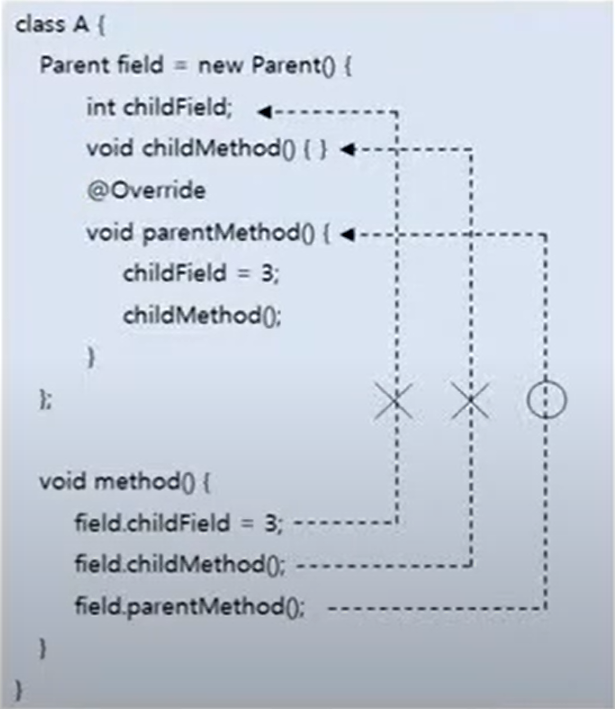 class A {
Parent field = new Parent() {
int childField;
void childMethod() { }
@Override
void parentMethod() {
childField = 3;
childMethod();
}
};
void method() {
field.childField = 3;
field.childMethod();
field.parentMethod();
}
}